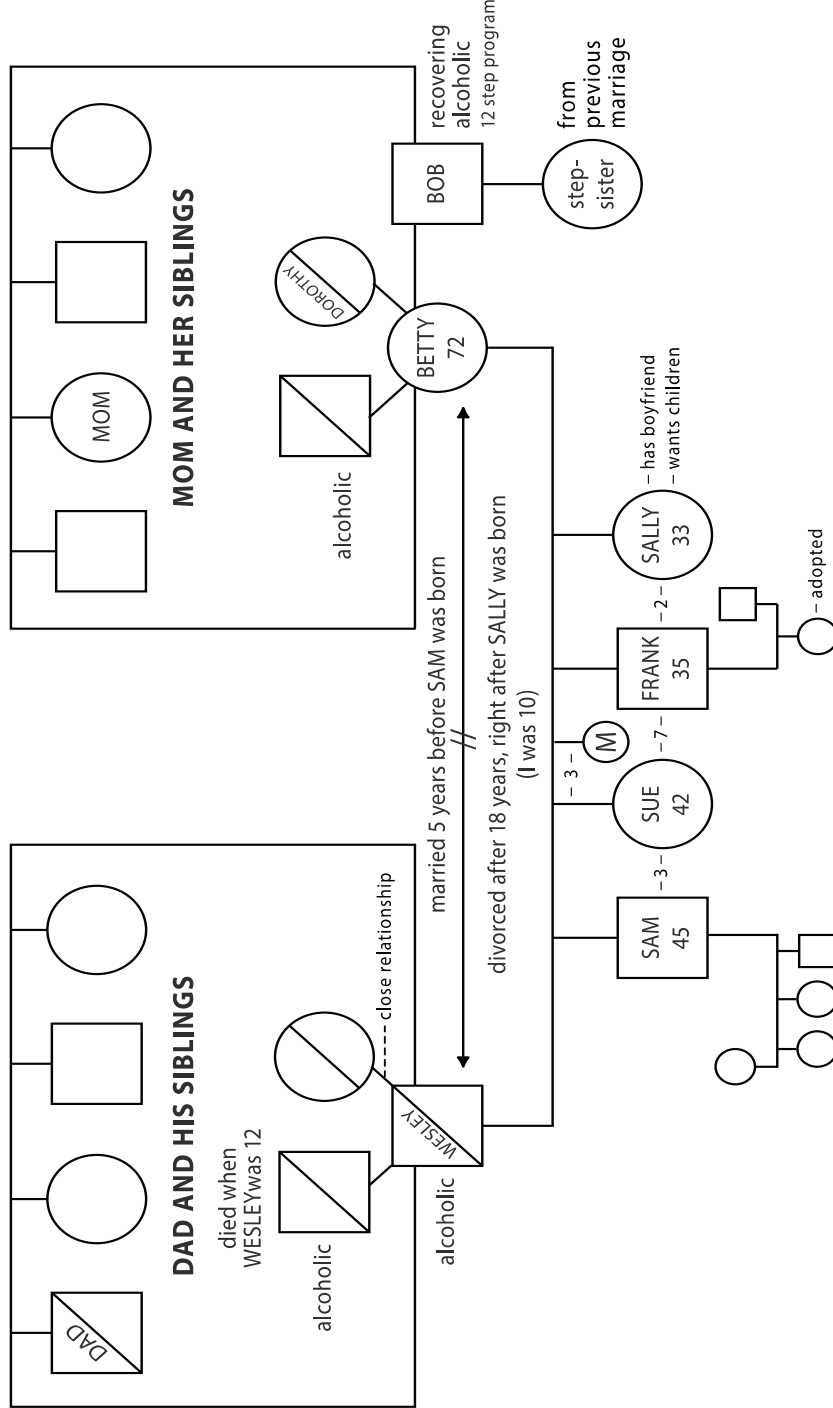 DAD
DAD AND HIS SIBLINGS
died when
WESLEYwas 12
alcoholic
close relationship
WESLEY
alcoholic
MOM
MOM AND HER SIBLINGS
alcoholic
DOROTHY
BETTY
72
BOB
recovering
alcoholic
12 step program
step-
sister
from
previous
marriage
married 5 years before SAM was born
divorced after 18 years, right after SALLY was born
(I was 10)
SAM
45
– 3 –
SUE
42
– 3 –
M
– 7 –
FRANK
35
– 2 –
SALLY
33
– has boyfriend
– wants children
– adopted